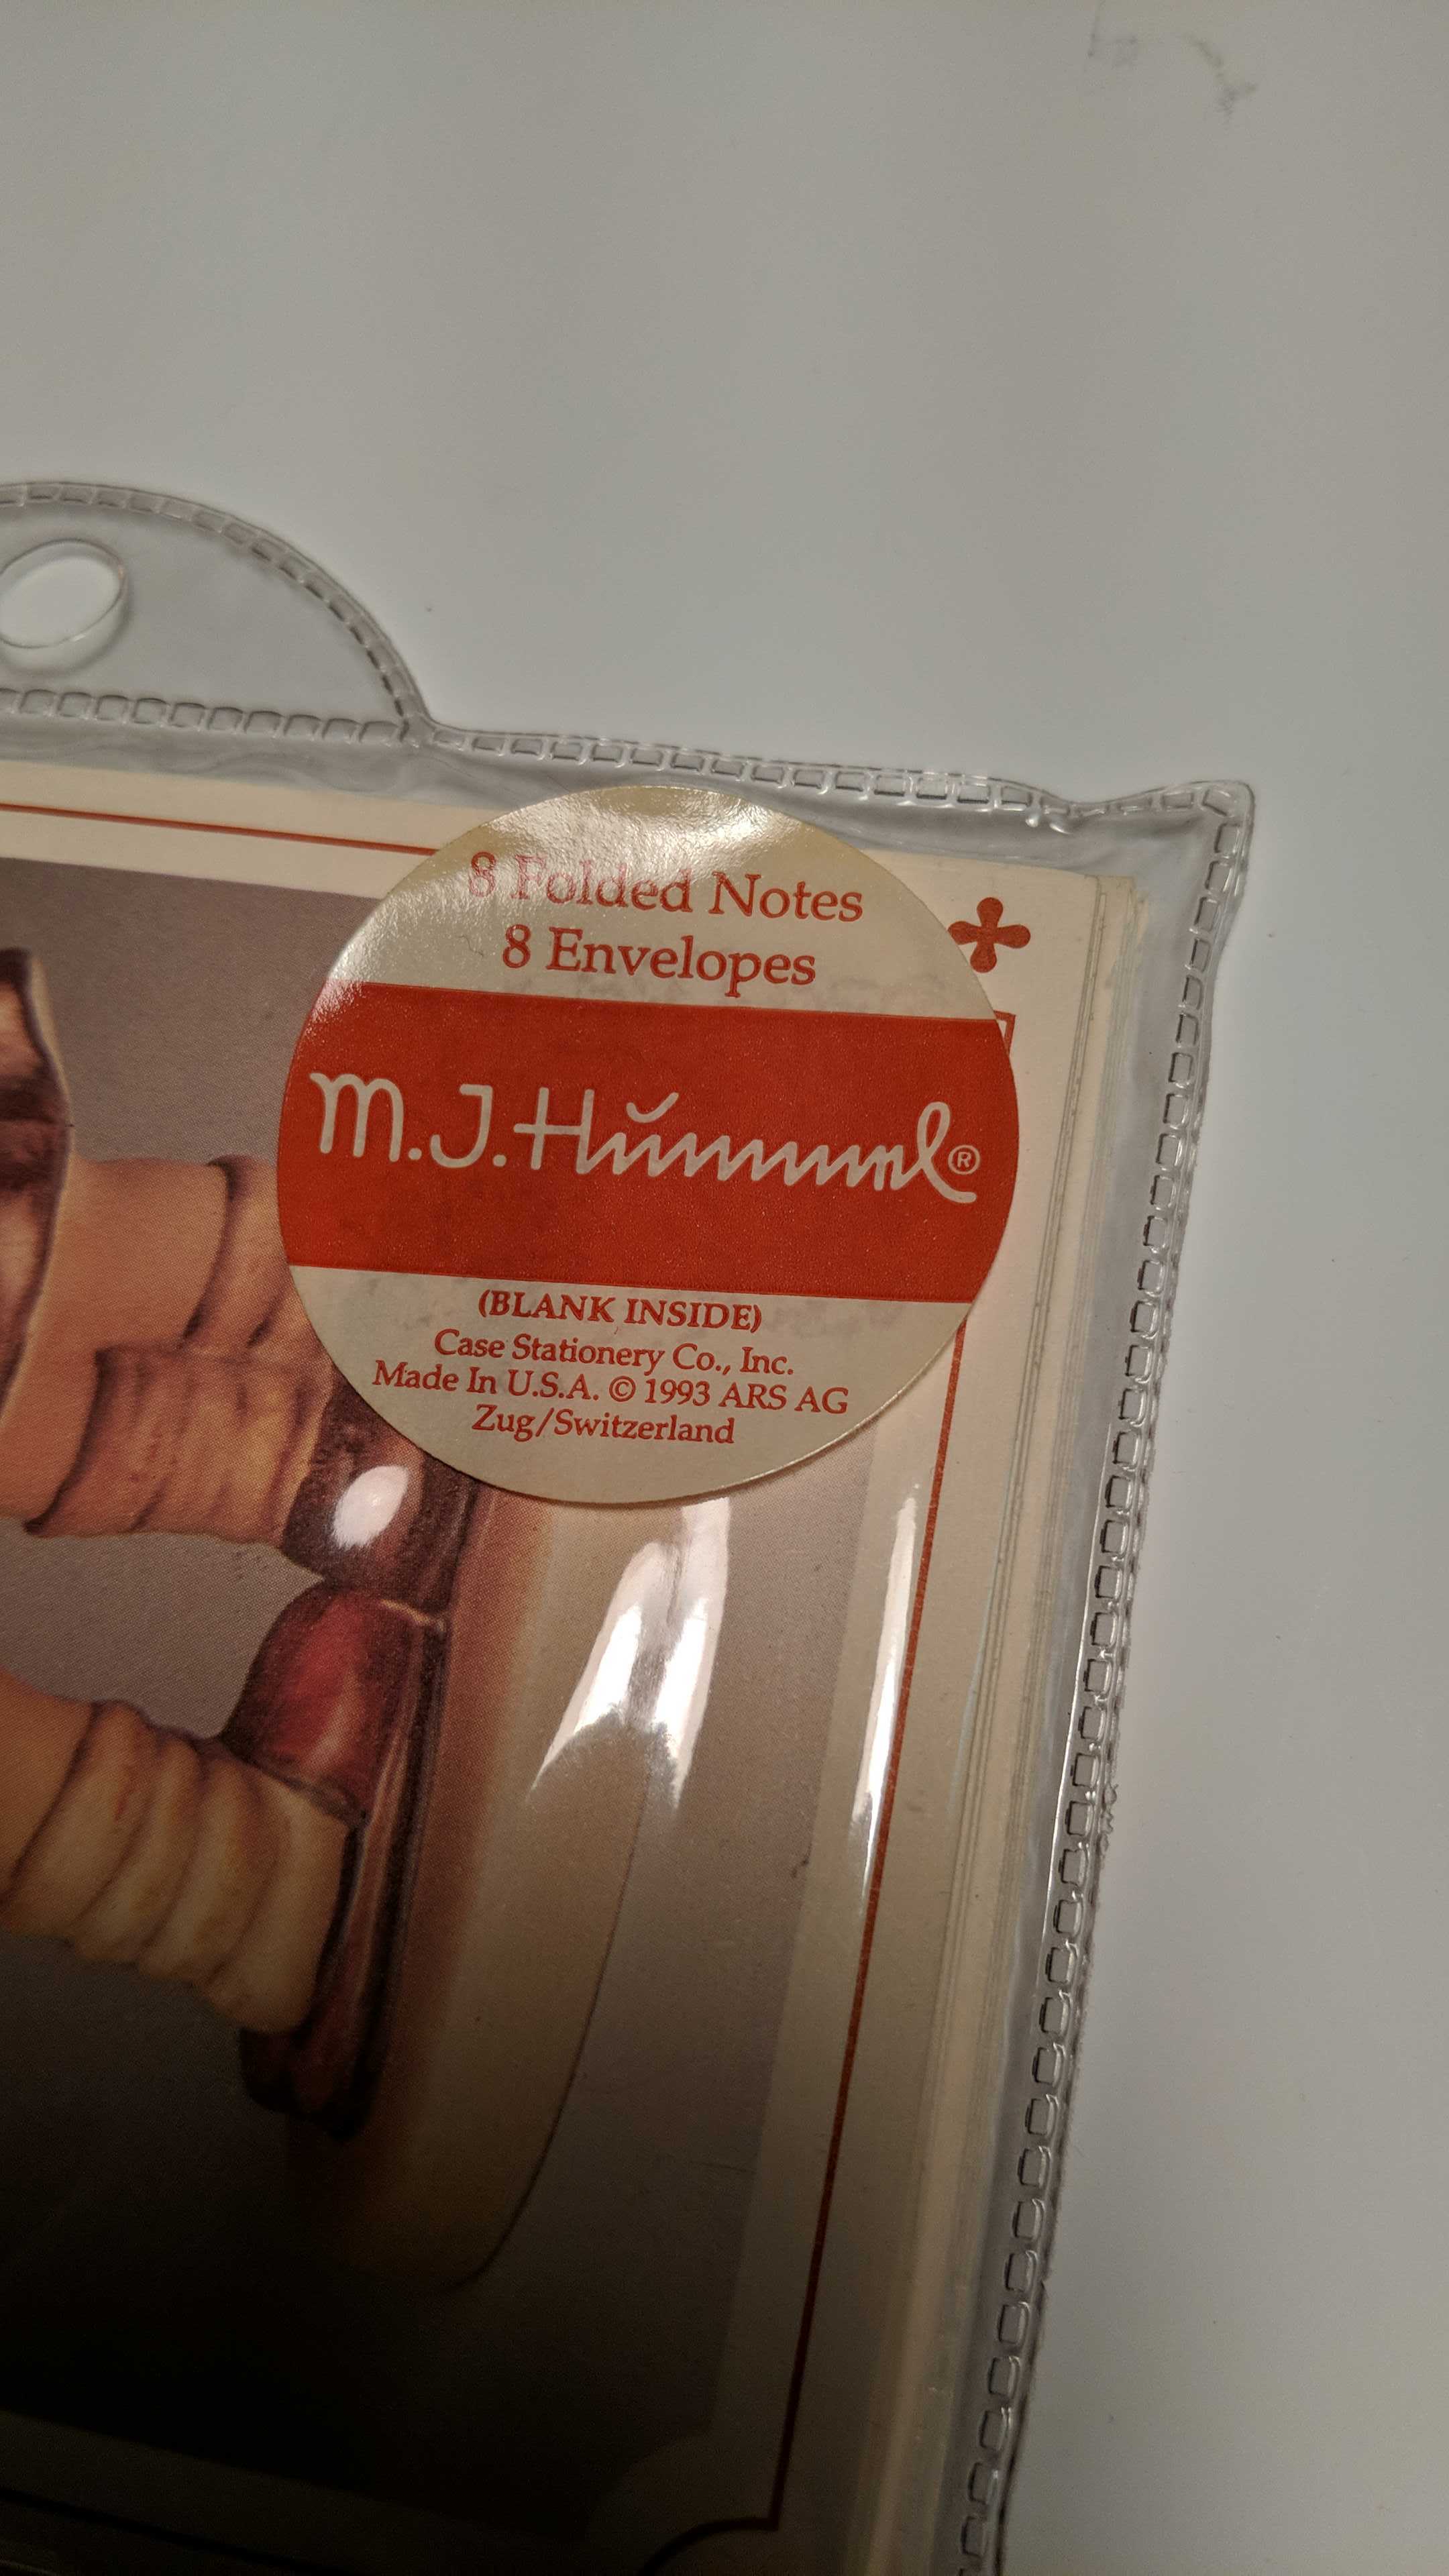 8 Folded Notes
8 Envelopes
M.J. Hummel®
(BLANK INSIDE)
Case Stationery Co., Inc.
Made In U.S.A. © 1993 ARS AG
Zug/Switzerland